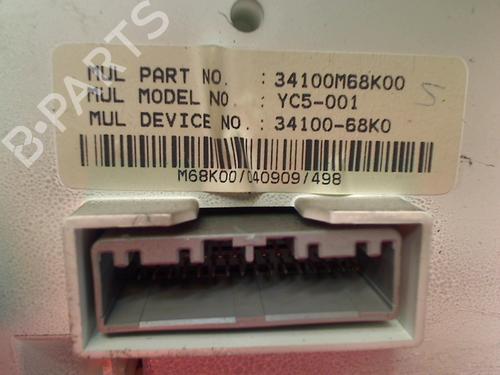 B-PARTS
MUL PART NO. : 34100M68K00
MUL MODEL NO. : YC5-001
MUL DEVICE NO. : 34100-68K0
M68K00/040909/498